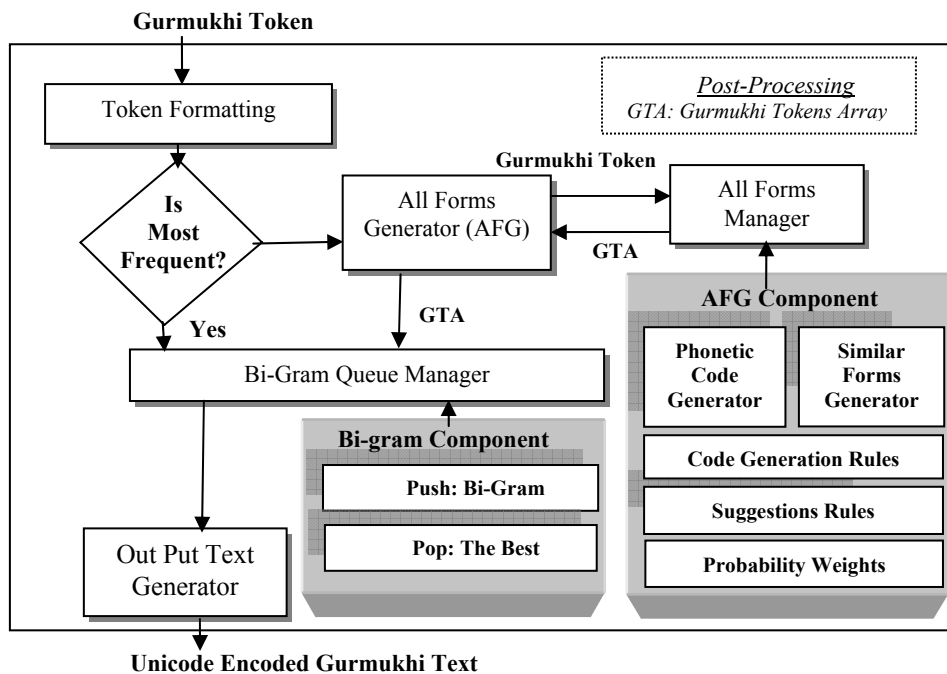 Gurmukhi Token
Post-Processing
GTA: Gurmukhi Tokens Array
Token Formatting
Gurmukhi Token
Is
Most
Frequent?
All Forms
Generator (AFG)
All Forms
Manager
GTA
Yes
GTA
AFG Component
Bi-Gram Queue Manager
Phonetic
Code
Generator
Similar
Forms
Generator
Bi-gram Component
Code Generation Rules
Push: Bi-Gram
Suggestions Rules
Pop: The Best
Probability Weights
Out Put Text
Generator
Unicode Encoded Gurmukhi Text